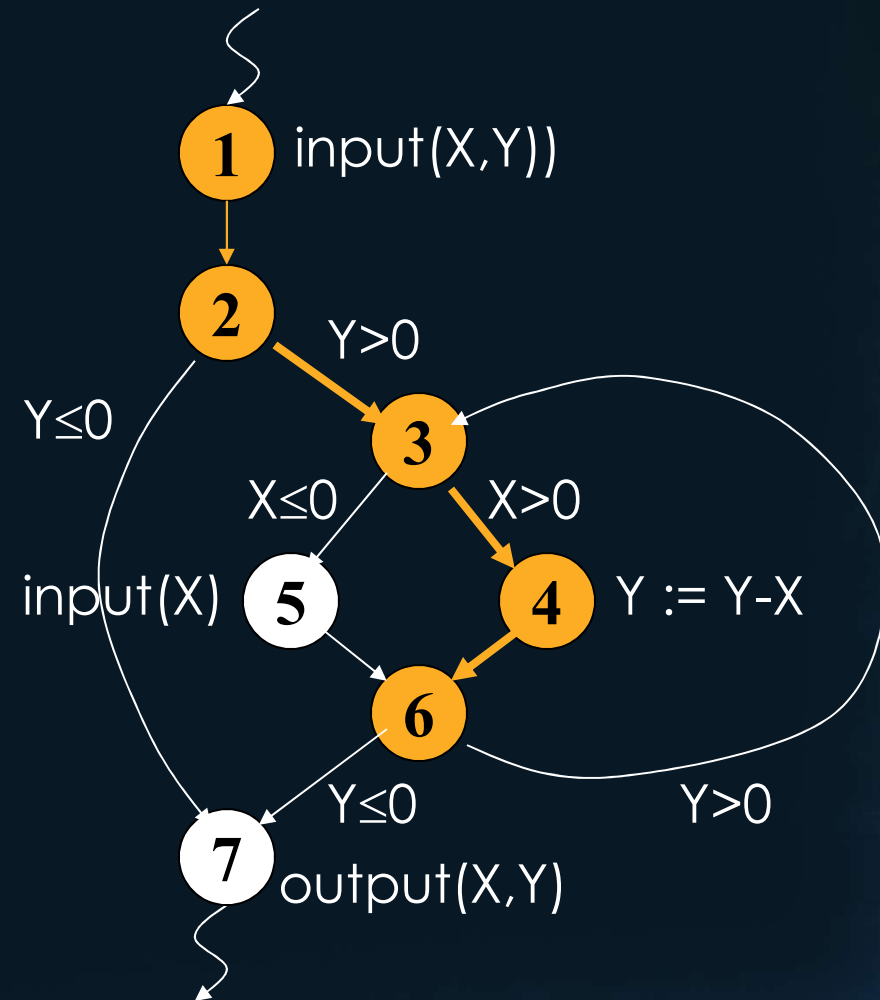 1 input(X,Y))
2
Y>0
Y≤0
3
X≤0 X>0
input(X) 5 4 Y := Y-X
6
Y≤0 Y>0
7
output(X,Y)